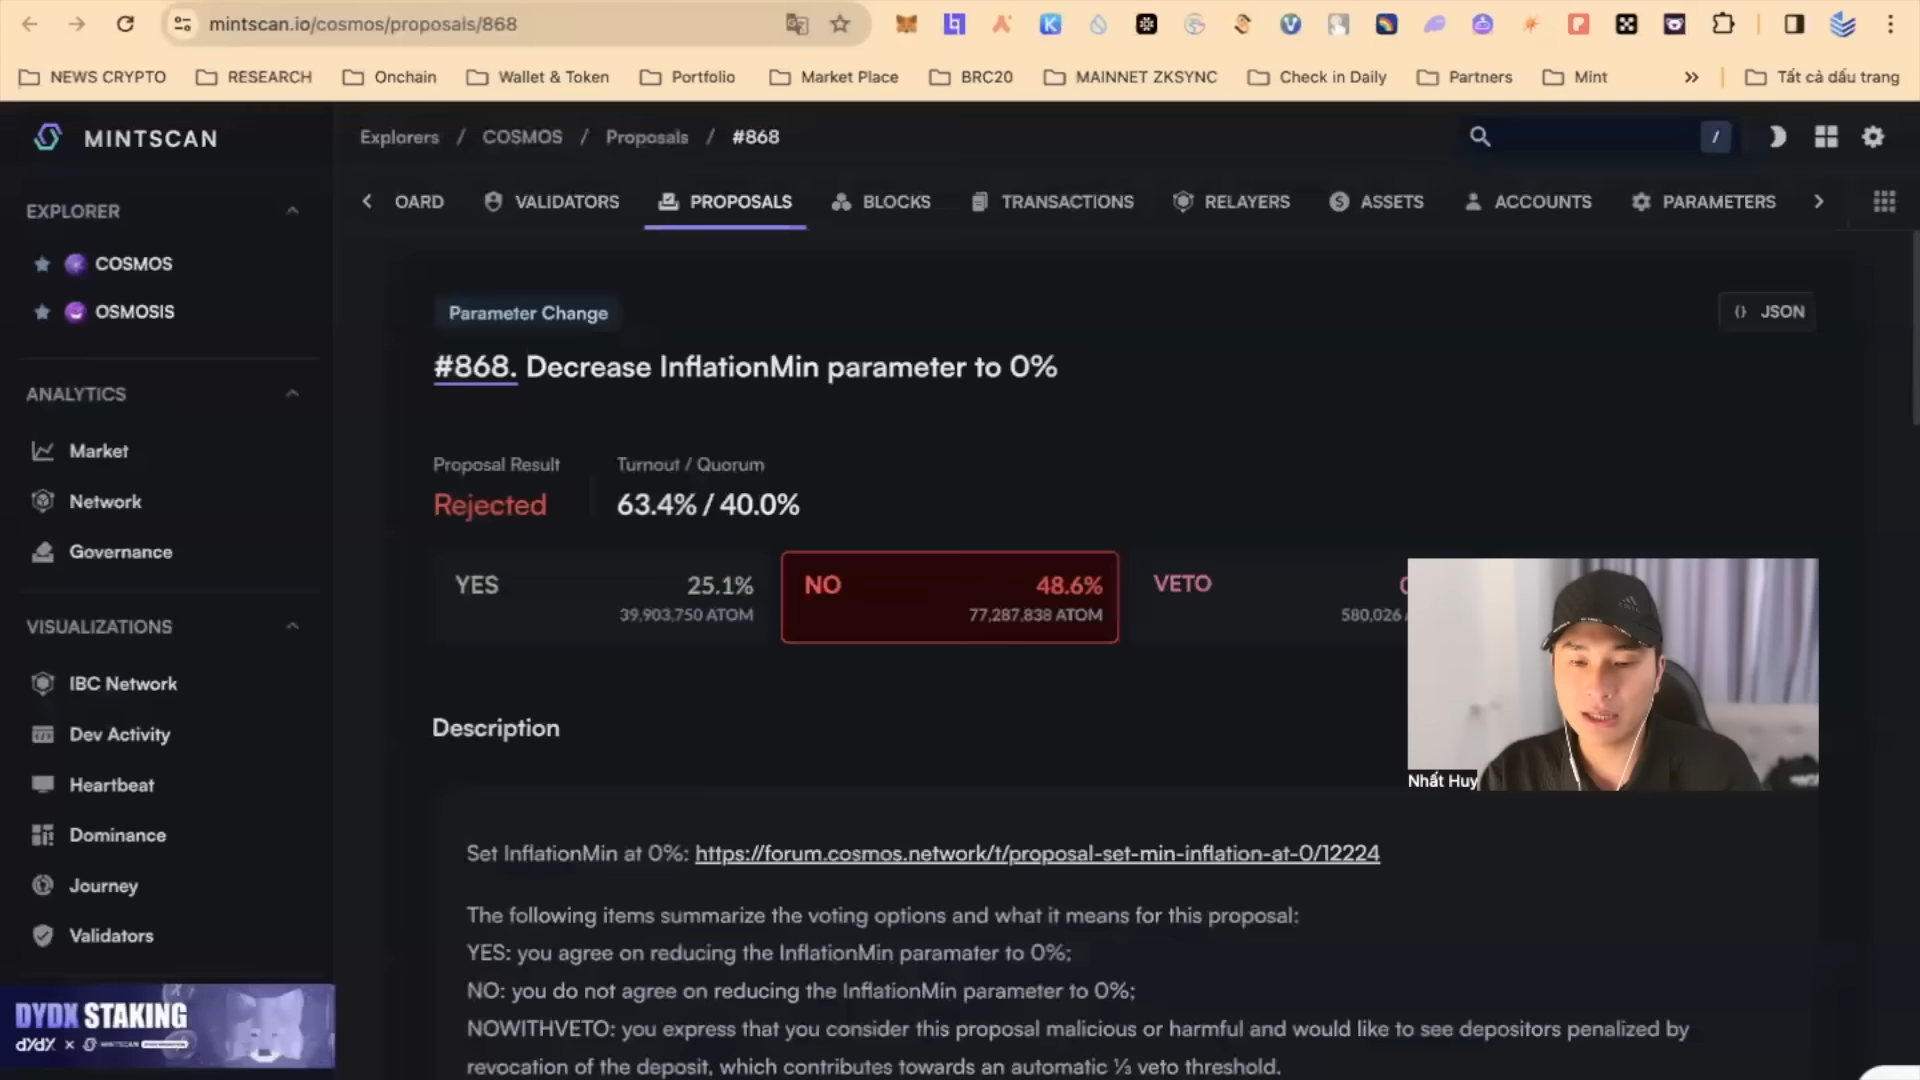 mintscan.io/cosmos/proposals/868
NEWS CRYPTO
RESEARCH
Onchain
Wallet & Token
Portfolio
Market Place
BRC20
MAINNET ZKSYNC
Check in Daily
Partners
Mint
»
Tất cả dấu trang
MINTSCAN
Explorers / COSMOS / Proposals / #868
/
EXPLORER
COSMOS
OSMOSIS
ANALYTICS
Market
Network
Governance
VISUALIZATIONS
IBC Network
Dev Activity
Heartbeat
Dominance
Journey
Validators
DYDX STAKING
dYdX × MINTSCAN
OARD
VALIDATORS
PROPOSALS
BLOCKS
TRANSACTIONS
RELAYERS
ASSETS
ACCOUNTS
PARAMETERS
Parameter Change
{} JSON
#868. Decrease InflationMin parameter to 0%
Proposal Result
Rejected
Turnout / Quorum
63.4% / 40.0%
YES 25.1%
39,903,750 ATOM
NO 48.6%
77,287,838 ATOM
VETO
580,026
Description
Nhất Huy
Set InflationMin at 0%: https://forum.cosmos.network/t/proposal-set-min-inflation-at-0/12224
The following items summarize the voting options and what it means for this proposal:
YES: you agree on reducing the InflationMin paramater to 0%;
NO: you do not agree on reducing the InflationMin parameter to 0%;
NOWITHVETO: you express that you consider this proposal malicious or harmful and would like to see depositors penalized by
revocation of the deposit, which contributes towards an automatic ⅓ veto threshold.